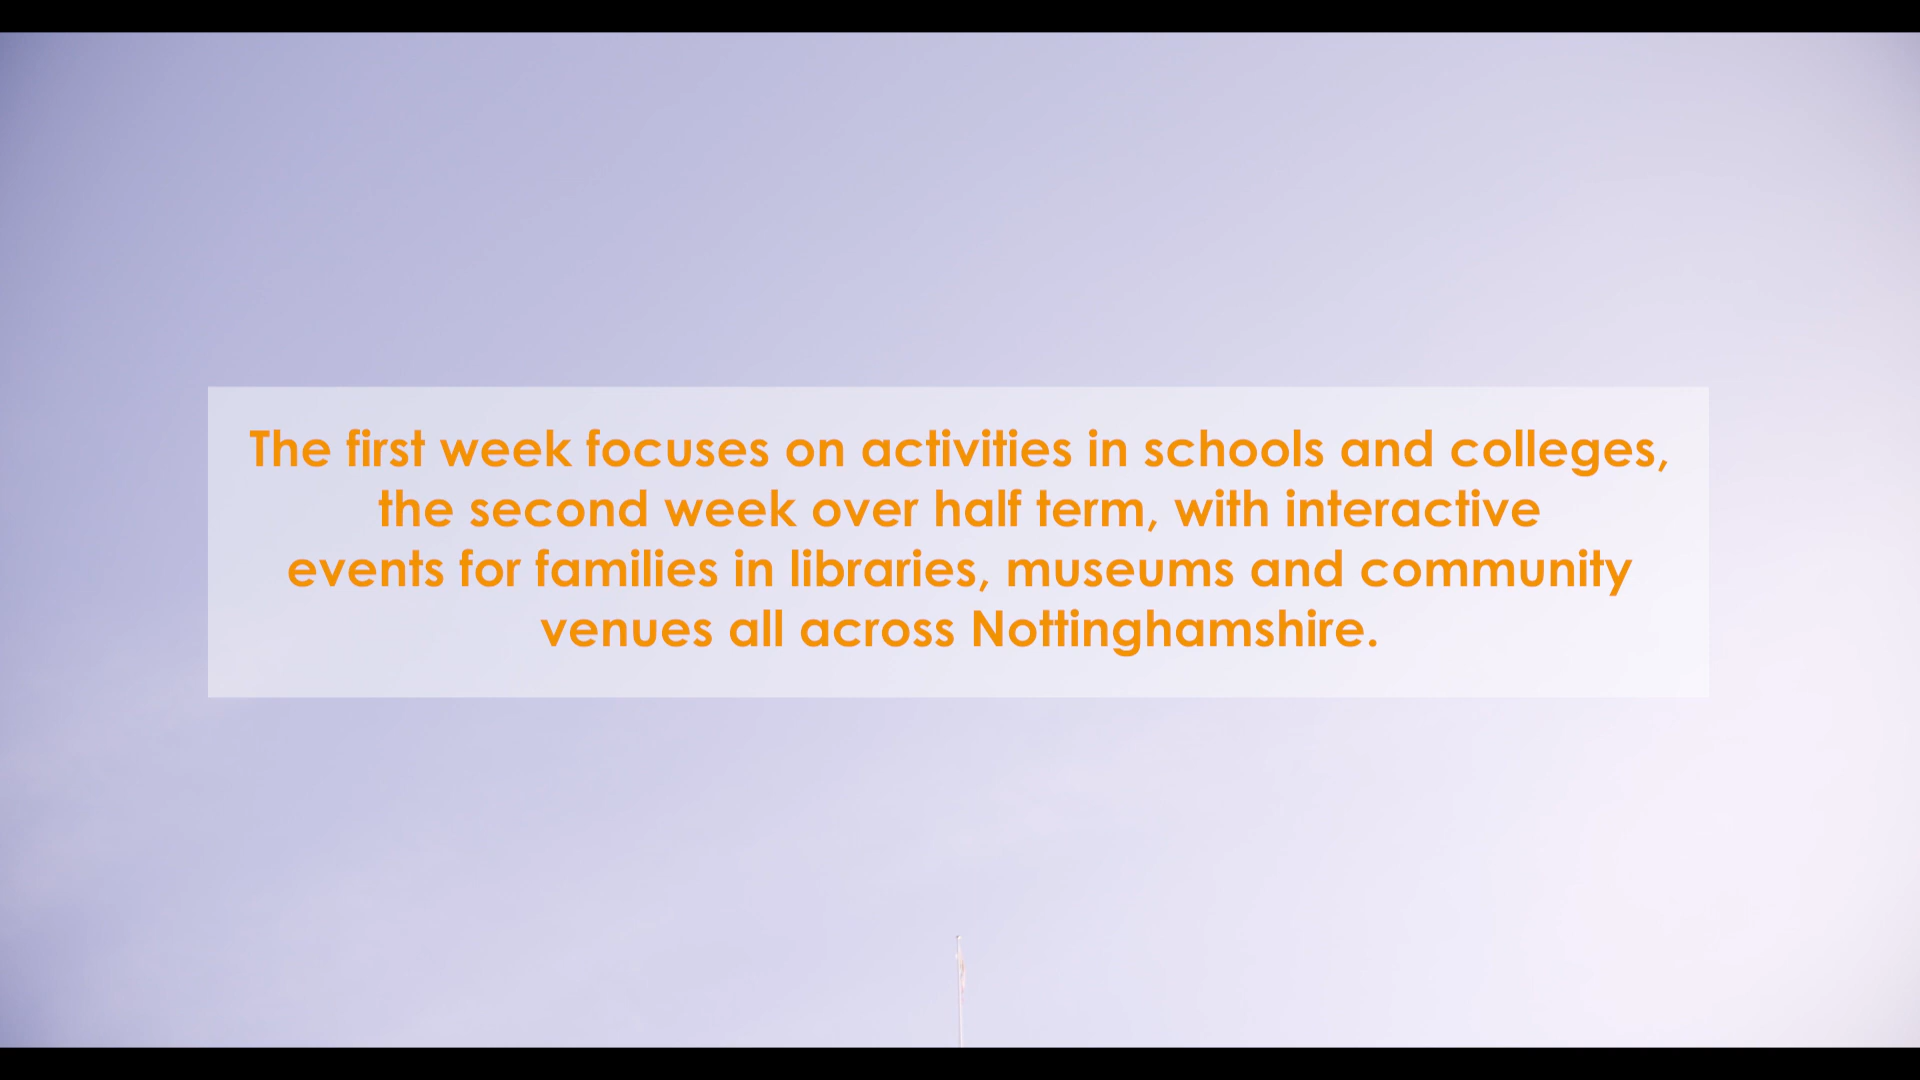 The first week focuses on activities in schools and colleges,
the second week over half term, with interactive
events for families in libraries, museums and community
venues all across Nottinghamshire.